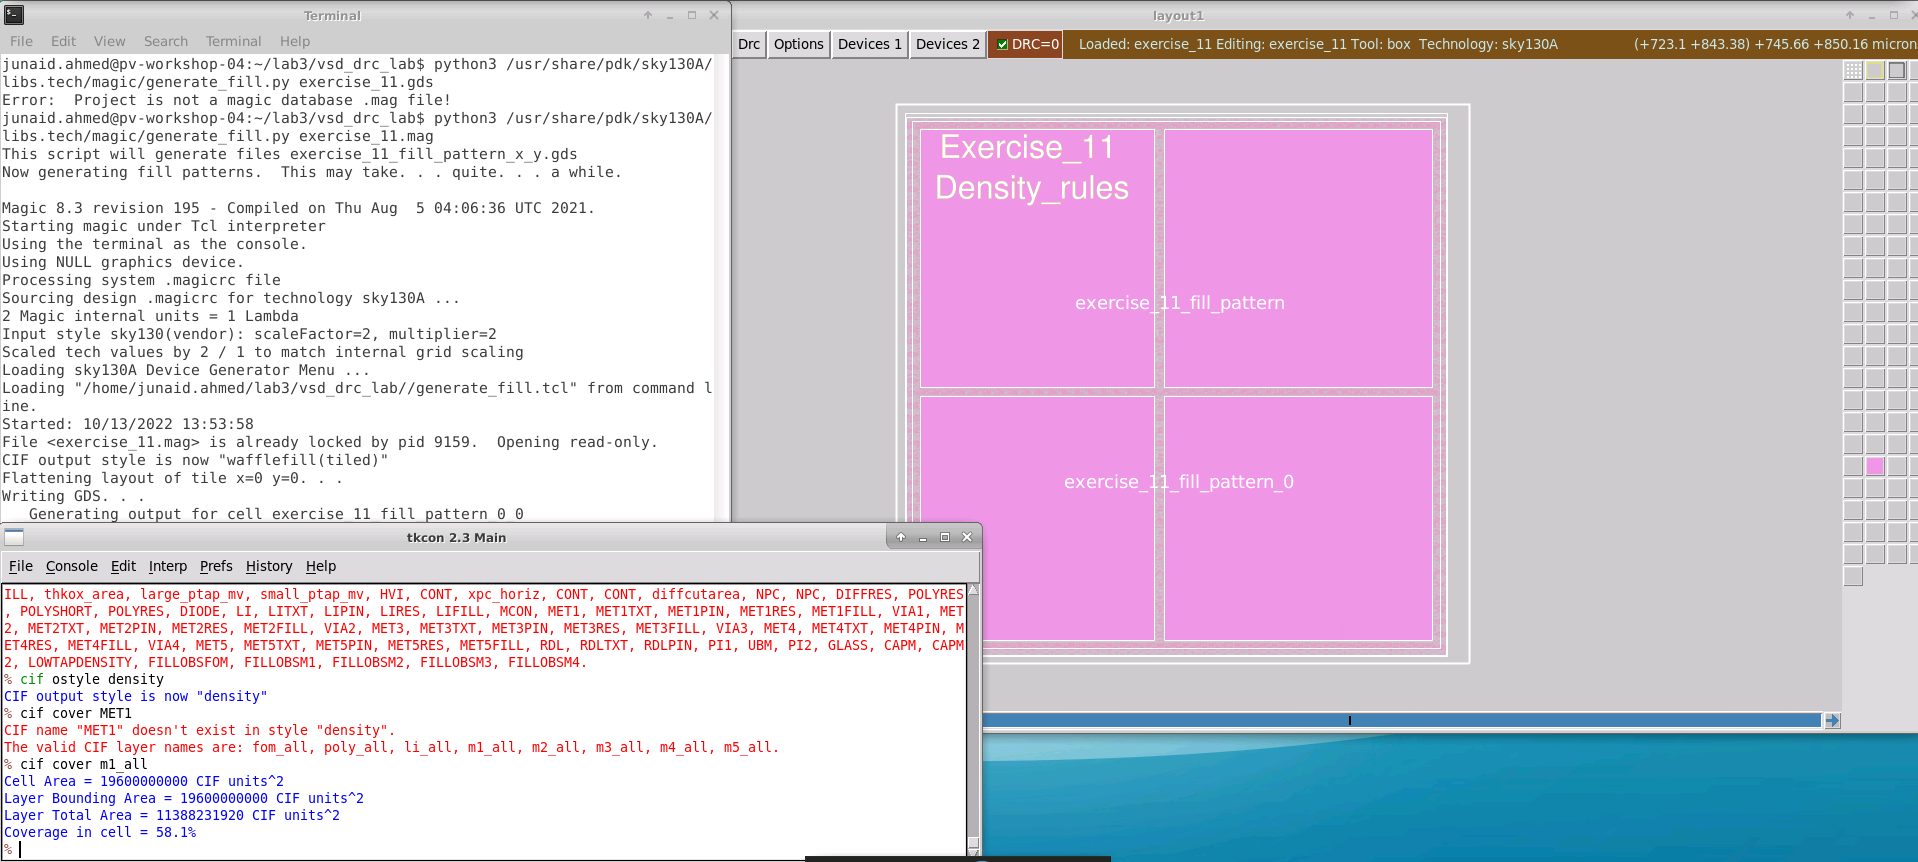 Terminal
File Edit View Search Terminal Help
junaid.ahmed@pv-workshop-04:~/lab3/vsd_drc_lab$ python3 /usr/share/pdk/sky130A/
libs.tech/magic/generate_fill.py exercise_11.gds
Error:  Project is not a magic database .mag file!
junaid.ahmed@pv-workshop-04:~/lab3/vsd_drc_lab$ python3 /usr/share/pdk/sky130A/
libs.tech/magic/generate_fill.py exercise_11.mag
This script will generate files exercise_11_fill_pattern_x_y.gds
Now generating fill patterns.  This may take. . . quite. . . a while.
Magic 8.3 revision 195 - Compiled on Thu Aug  5 04:06:36 UTC 2021.
Starting magic under Tcl interpreter
Using the terminal as the console.
Using NULL graphics device.
Processing system .magicrc file
Sourcing design .magicrc for technology sky130A ...
2 Magic internal units = 1 Lambda
Input style sky130(vendor): scaleFactor=2, multiplier=2
Scaled tech values by 2 / 1 to match internal grid scaling
Loading sky130A Device Generator Menu ...
Loading "/home/junaid.ahmed/lab3/vsd_drc_lab//generate_fill.tcl" from command l
ine.
Started: 10/13/2022 13:53:58
File <exercise_11.mag> is already locked by pid 9159.  Opening read-only.
CIF output style is now "wafflefill(tiled)"
Flattening layout of tile x=0 y=0. . .
Writing GDS. . .
   Generating output for cell exercise_11_fill_pattern_0_0
layout1
Drc Options Devices 1 Devices 2 DRC=0 Loaded: exercise_11 Editing: exercise_11 Tool: box  Technology: sky130A (+723.1 +843.38) +745.66 +850.16 micron
Exercise_11
Density_rules
exercise_11_fill_pattern
exercise_11_fill_pattern_0
tkcon 2.3 Main
File Console Edit Interp Prefs History Help
ILL, thkox_area, large_ptap_mv, small_ptap_mv, HVI, CONT, xpc_horiz, CONT, CONT, diffcutarea, NPC, NPC, DIFFRES, POLYRES
, POLYSHORT, POLYRES, DIODE, LI, LITXT, LIPIN, LIRES, LIFILL, MCON, MET1, MET1TXT, MET1PIN, MET1RES, MET1FILL, VIA1, MET
2, MET2TXT, MET2PIN, MET2RES, MET2FILL, VIA2, MET3, MET3TXT, MET3PIN, MET3RES, MET3FILL, VIA3, MET4, MET4TXT, MET4PIN, M
ET4RES, MET4FILL, VIA4, MET5, MET5TXT, MET5PIN, MET5RES, MET5FILL, RDL, RDLTXT, RDLPIN, PI1, UBM, PI2, GLASS, CAPM, CAPM
2, LOWTAPDENSITY, FILLOBSFOM, FILLOBSM1, FILLOBSM2, FILLOBSM3, FILLOBSM4.
% cif ostyle density
CIF output style is now "density"
% cif cover MET1
CIF name "MET1" doesn't exist in style "density".
The valid CIF layer names are: fom_all, poly_all, li_all, m1_all, m2_all, m3_all, m4_all, m5_all.
% cif cover m1_all
Cell Area = 19600000000 CIF units^2
Layer Bounding Area = 19600000000 CIF units^2
Layer Total Area = 11388231920 CIF units^2
Coverage in cell = 58.1%
%